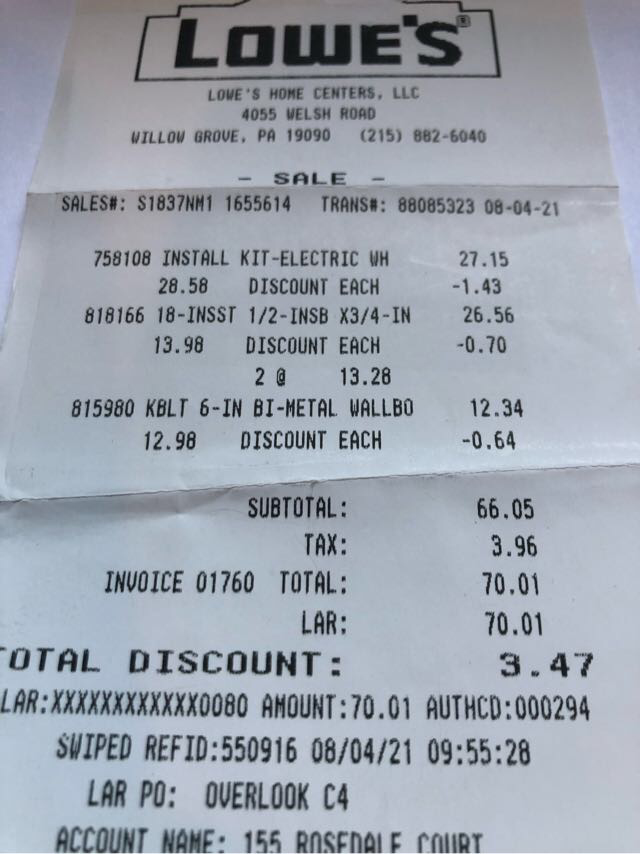 LOWE'S®
LOWE'S HOME CENTERS, LLC
4055 WELSH ROAD
WILLOW GROVE, PA 19090 (215) 882-6040
- SALE -
SALES#: S1837NM1 1655614 TRANS#: 88085323 08-04-21
758108 INSTALL KIT-ELECTRIC WH 27.15
28.58 DISCOUNT EACH -1.43
818166 18-INSST 1/2-INSB X3/4-IN 26.56
13.98 DISCOUNT EACH -0.70
2 @ 13.28
815980 KBLT 6-IN BI-METAL WALLBO 12.34
12.98 DISCOUNT EACH -0.64
SUBTOTAL: 66.05
TAX: 3.96
INVOICE 01760 TOTAL: 70.01
LAR: 70.01
TOTAL DISCOUNT: 3.47
LAR:XXXXXXXXXXXX0080 AMOUNT:70.01 AUTHCD:000294
SWIPED REFID:550916 08/04/21 09:55:28
LAR PO: OVERLOOK C4
ACCOUNT NAME: 155 ROSEDALE COURT